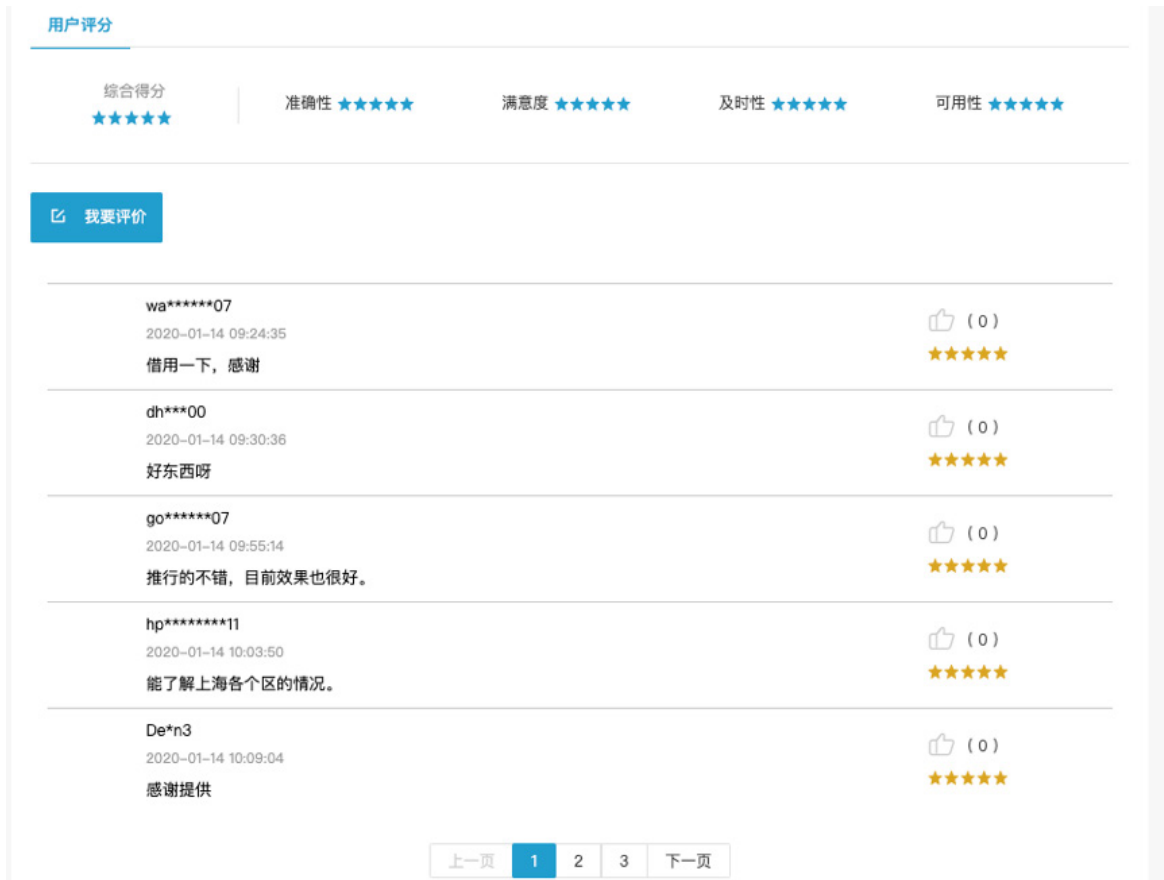 用户评分
综合得分
准确性 ★★★★★ 满意度 ★★★★★ 及时性 ★★★★★ 可用性 ★★★★★
★★★★★
我要评价
wa******07
2020-01-14 09:24:35
借用一下，感谢
(0)
★★★★★
dh***00
2020-01-14 09:30:36
好东西呀
(0)
★★★★★
go******07
2020-01-14 09:55:14
推行的不错，目前效果也很好。
(0)
★★★★★
hp********11
2020-01-14 10:03:50
能了解上海各个区的情况。
(0)
★★★★★
De*n3
2020-01-14 10:09:04
感谢提供
(0)
★★★★★
上一页 1 2 3 下一页